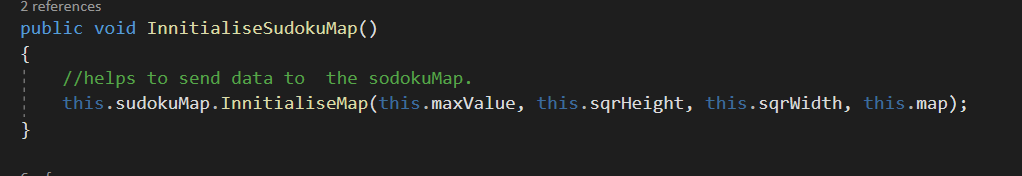 2 references
public void InnitialiseSudokuMap()
{
//helps to send data to  the sodokuMap.
this.sudokuMap.InnitialiseMap(this.maxValue, this.sqrHeight, this.sqrWidth, this.map);
}